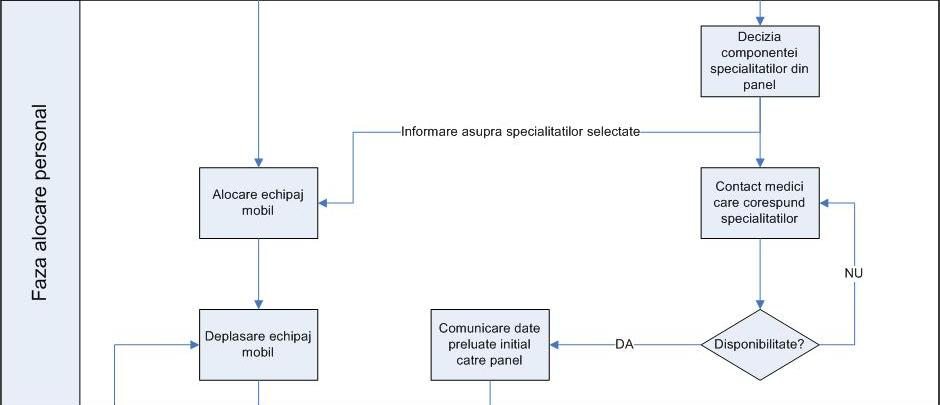 Faza alocare personal
Decizia
componentei
specialitatilor din
panel
Informare asupra specialitatilor selectate
Alocare echipaj
mobil
Contact medici
care corespund
specialitatilor
NU
Deplasare echipaj
mobil
Comunicare date
preluate initial
catre panel
DA
Disponibilitate?